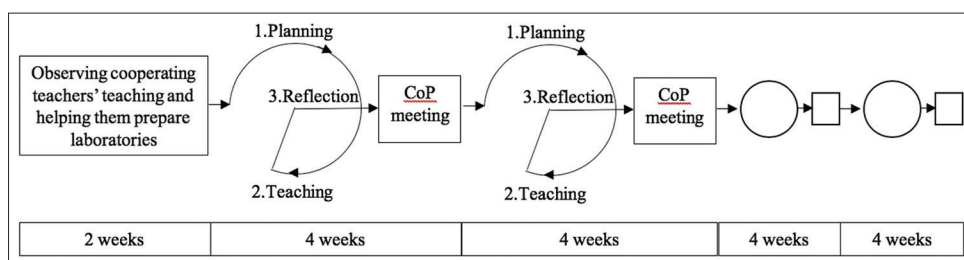 1.Planning
Observing cooperating
teachers’ teaching and
helping them prepare
laboratories
3.Reflection
2.Teaching
CoP
meeting
1.Planning
3.Reflection
2.Teaching
CoP
meeting
2 weeks
4 weeks
4 weeks
4 weeks
4 weeks